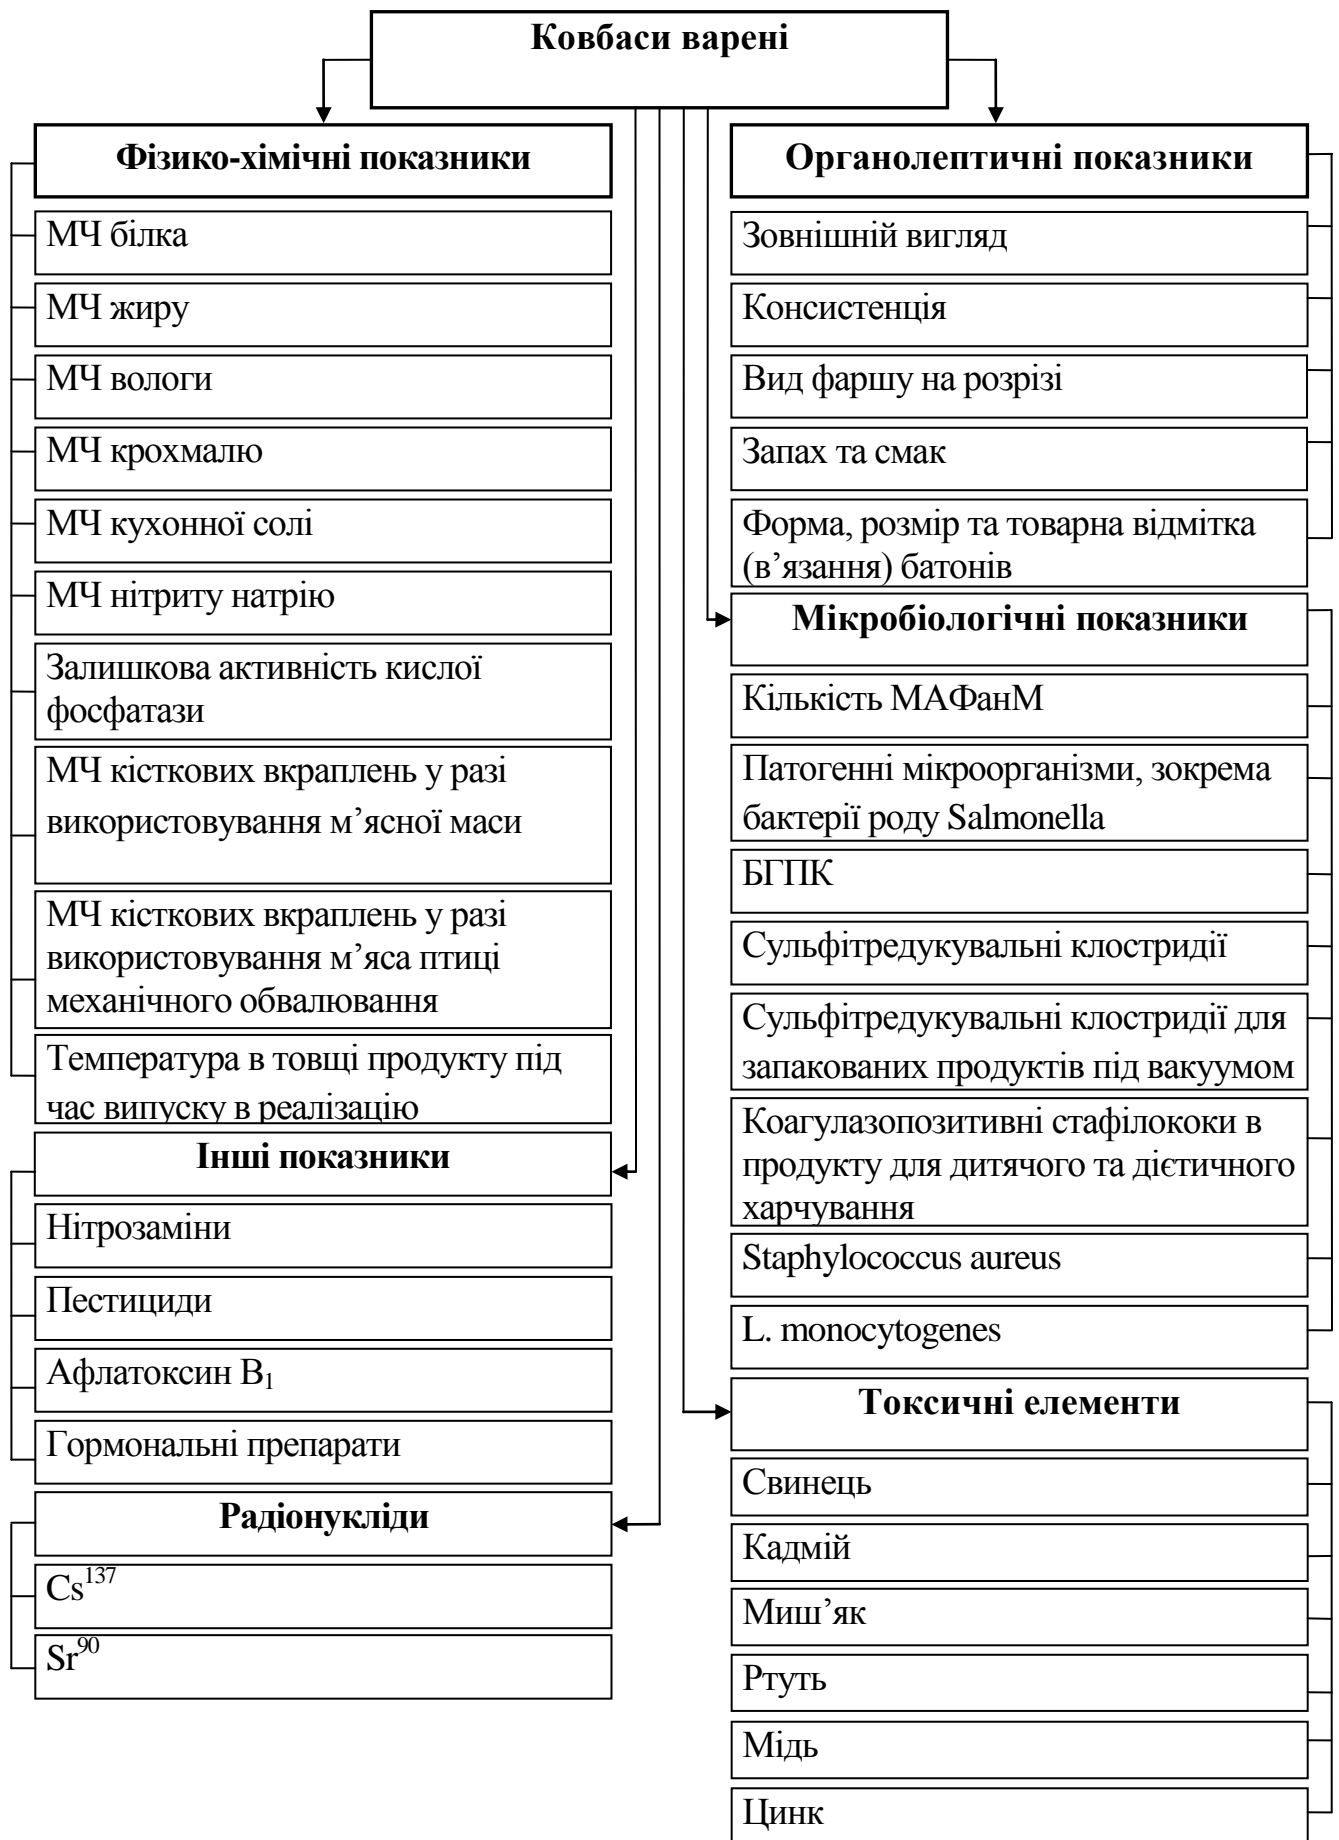 Ковбаси варені
Фізико-хімічні показники
МЧ білка
МЧ жиру
МЧ вологи
МЧ крохмалю
МЧ кухонної солі
МЧ нітриту натрію
Залишкова активність кислої
фосфатази
МЧ кісткових вкраплень у разі
використовування м’ясної маси
МЧ кісткових вкраплень у разі
використовування м’яса птиці
механічного обвалювання
Температура в товщі продукту під
час випуску в реалізацію
Інші показники
Нітрозаміни
Пестициди
Афлатоксин В₁
Гормональні препарати
Радіонукліди
Cs¹³⁷
Sr⁹⁰
Органолептичні показники
Зовнішній вигляд
Консистенція
Вид фаршу на розрізі
Запах та смак
Форма, розмір та товарна відмітка
(в’язання) батонів
Мікробіологічні показники
Кількість МАФанМ
Патогенні мікроорганізми, зокрема
бактерії роду Salmonella
БГПК
Сульфітредукувальні клостридії
Сульфітредукувальні клостридії для
запакованих продуктів під вакуумом
Коагулазопозитивні стафілококи в
продукту для дитячого та дієтичного
харчування
Staphylococcus aureus
L. monocytogenes
Токсичні елементи
Свинець
Кадмій
Миш’як
Ртуть
Мідь
Цинк